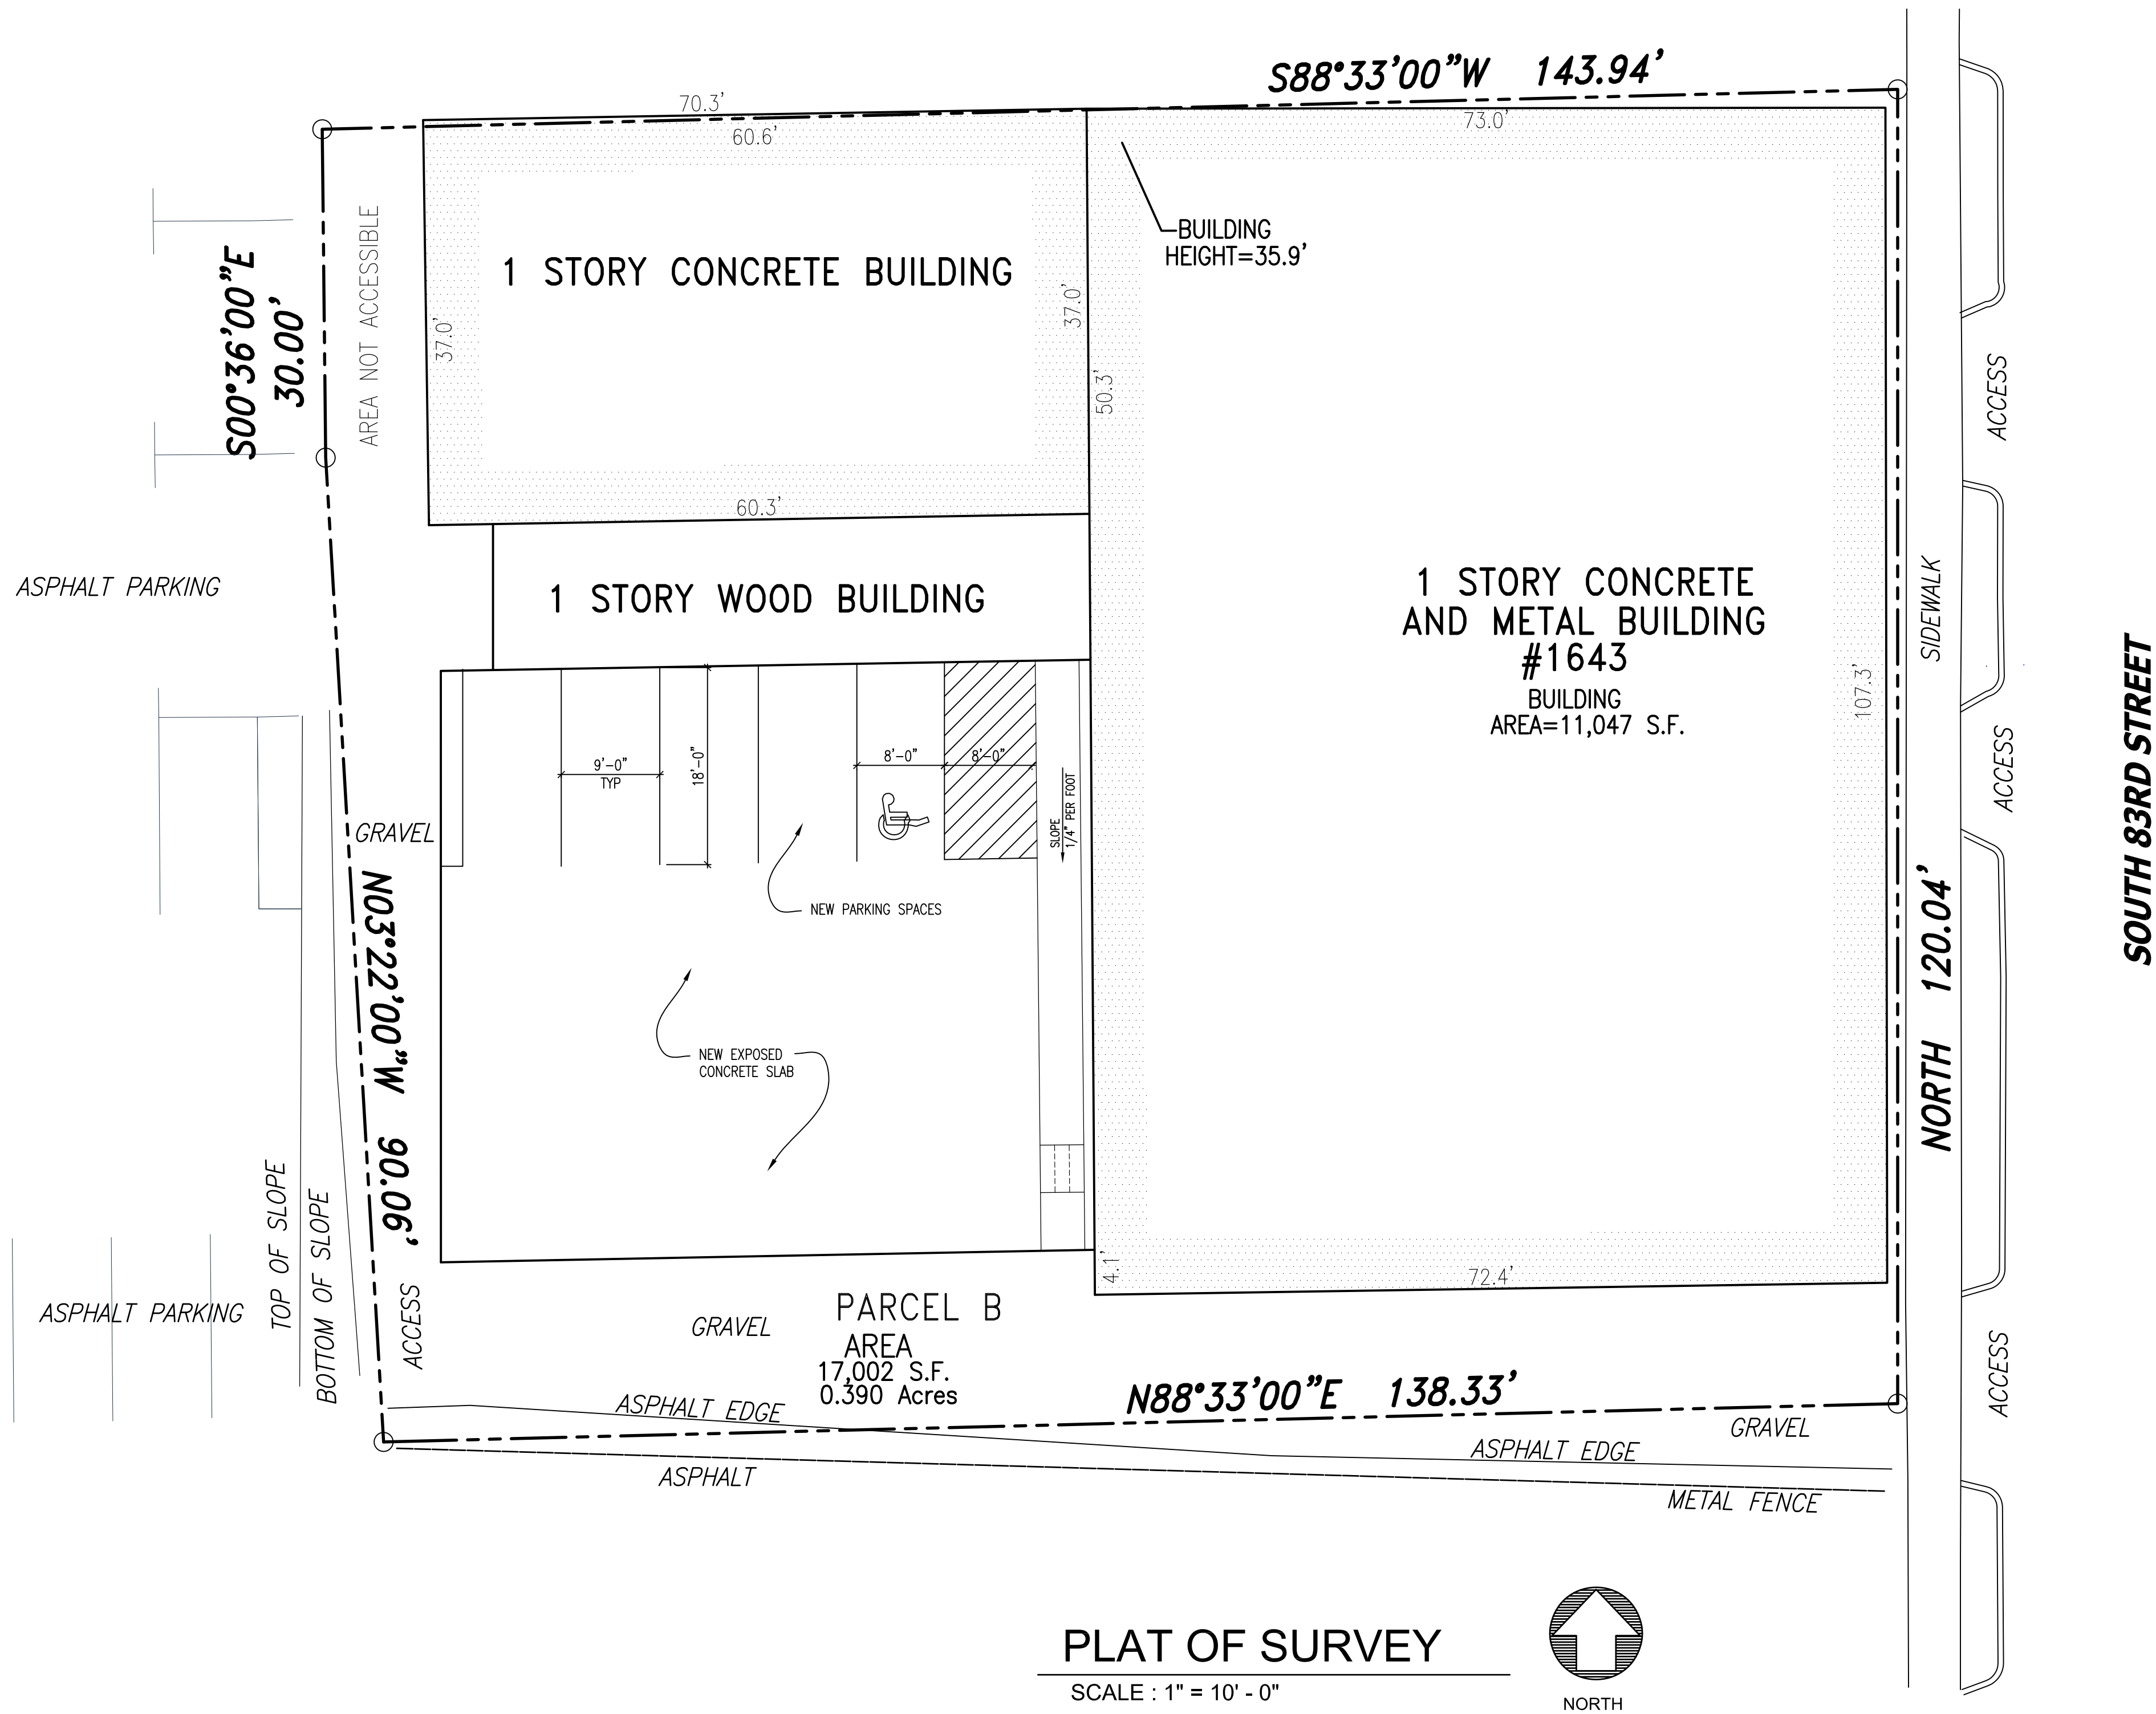 S88°33'00"W 143.94'
70.3'
60.6'
73.0'
BUILDING
HEIGHT=35.9'
1 STORY CONCRETE BUILDING
S00°36'00"E
30.00'
AREA NOT ACCESSIBLE
37.0'
37.0'
50.3'
60.3'
ACCESS
ASPHALT PARKING
1 STORY WOOD BUILDING
1 STORY CONCRETE
AND METAL BUILDING
#1643
BUILDING
AREA=11,047 S.F.
107.3'
SIDEWALK
ACCESS
SOUTH 83RD STREET
9'-0"
TYP
18'-0"
8'-0"
8'-0"
SLOPE
1/4" PER FOOT
GRAVEL
NEW PARKING SPACES
N03°22'00"W 90.06'
NORTH 120.04'
NEW EXPOSED
CONCRETE SLAB
TOP OF SLOPE
BOTTOM OF SLOPE
ACCESS
ASPHALT PARKING
4.1'
72.4'
PARCEL B
GRAVEL
AREA
17,002 S.F.
0.390 Acres
ACCESS
ASPHALT EDGE
N88°33'00"E 138.33'
GRAVEL
ASPHALT EDGE
ASPHALT
METAL FENCE
PLAT OF SURVEY
SCALE : 1" = 10' - 0"
NORTH